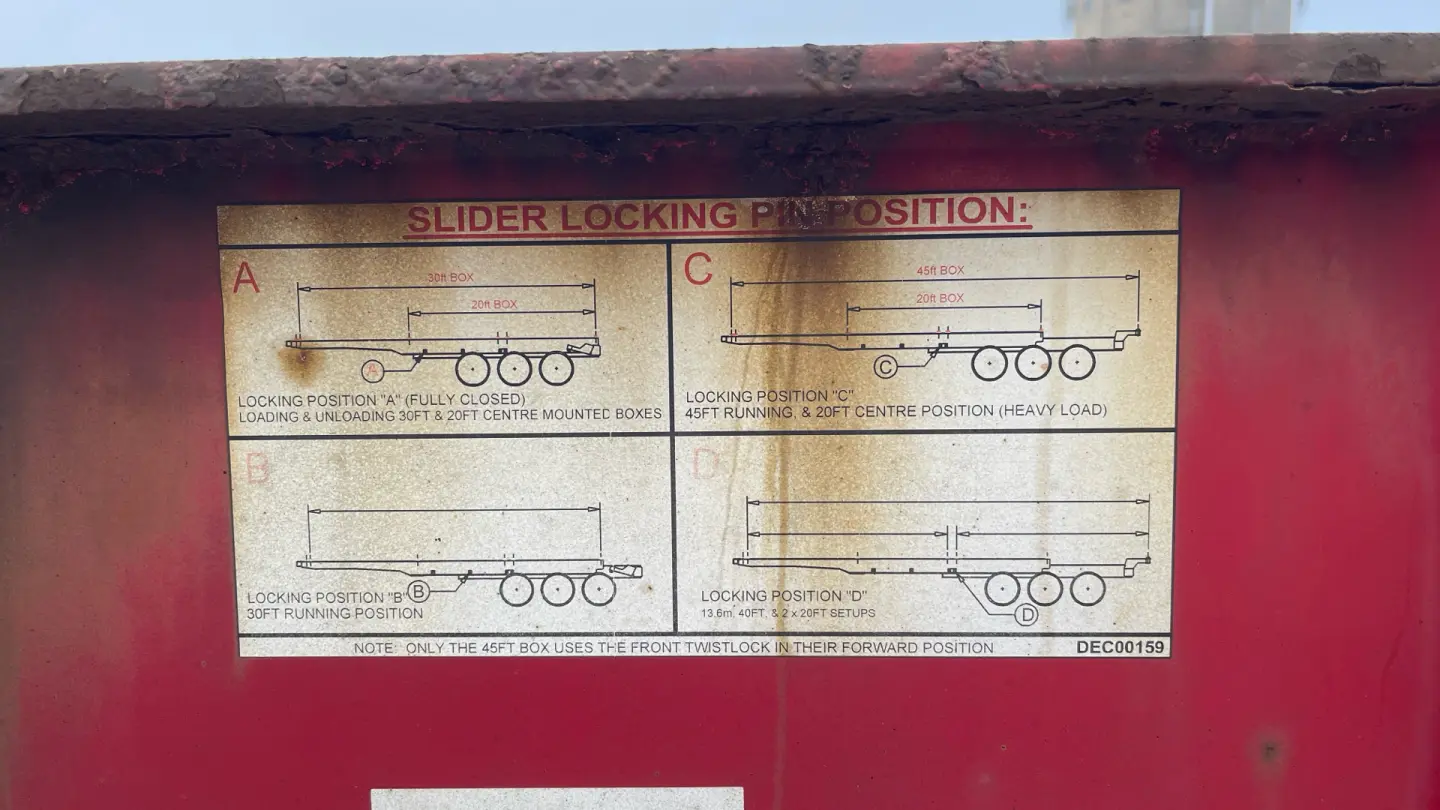 SLIDER LOCKING PIN POSITION:
A
30ft BOX
20ft BOX
A
LOCKING POSITION "A" (FULLY CLOSED)
LOADING & UNLOADING 30FT & 20FT CENTRE MOUNTED BOXES
C
45ft BOX
20ft BOX
C
LOCKING POSITION "C"
45FT RUNNING, & 20FT CENTRE POSITION (HEAVY LOAD)
B
B
LOCKING POSITION "B"
30FT RUNNING POSITION
D
LOCKING POSITION "D"
13.6m, 40FT, & 2 x 20FT SETUPS
D
NOTE: ONLY THE 45FT BOX USES THE FRONT TWISTLOCK IN THEIR FORWARD POSITION
DEC00159